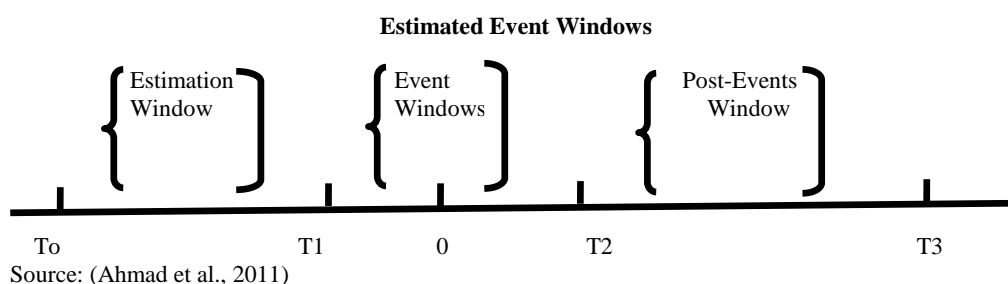 Estimated Event Windows
Estimation
Window
Event
Windows
Post-Events
Window
To T1 0 T2 T3
Source: (Ahmad et al., 2011)